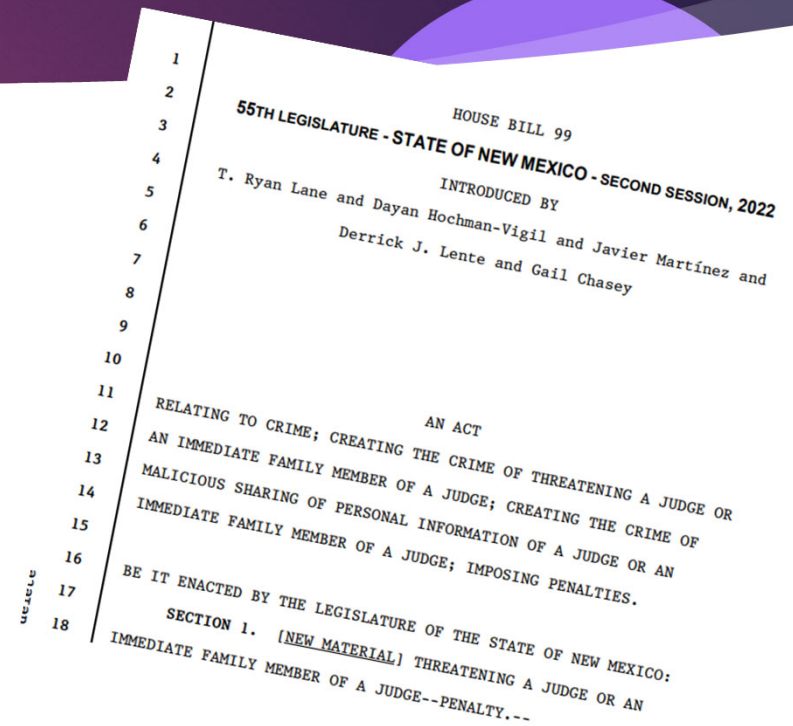 1
2 HOUSE BILL 99
3 55TH LEGISLATURE - STATE OF NEW MEXICO - SECOND SESSION, 2022
4 INTRODUCED BY
5 T. Ryan Lane and Dayan Hochman-Vigil and Javier Martínez and
6 Derrick J. Lente and Gail Chasey
7
8
9
10
11 AN ACT
12 RELATING TO CRIME; CREATING THE CRIME OF THREATENING A JUDGE OR
13 AN IMMEDIATE FAMILY MEMBER OF A JUDGE; CREATING THE CRIME OF
14 MALICIOUS SHARING OF PERSONAL INFORMATION OF A JUDGE OR AN
15 IMMEDIATE FAMILY MEMBER OF A JUDGE; IMPOSING PENALTIES.
16
17 BE IT ENACTED BY THE LEGISLATURE OF THE STATE OF NEW MEXICO:
18 SECTION 1. [NEW MATERIAL] THREATENING A JUDGE OR AN
IMMEDIATE FAMILY MEMBER OF A JUDGE--PENALTY.--
delete